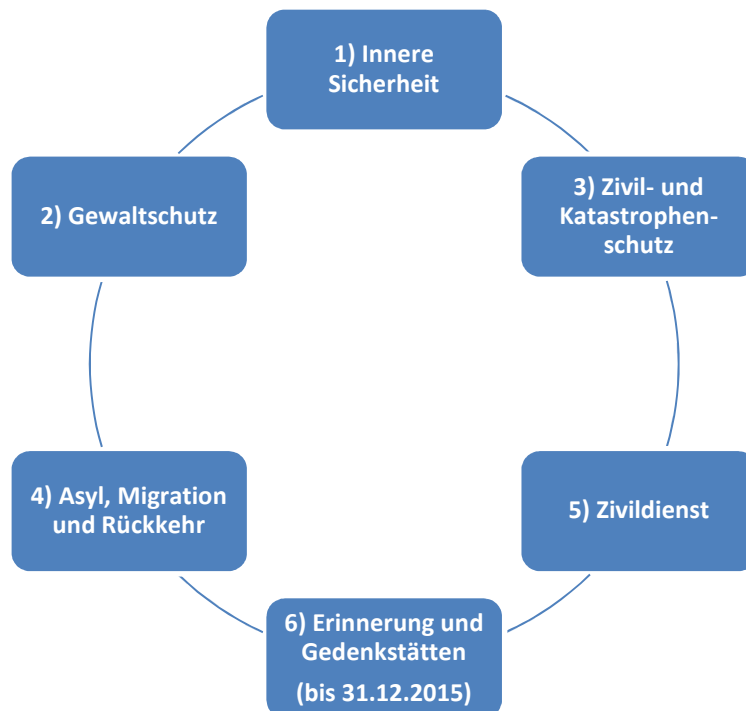 1) Innere
Sicherheit
2) Gewaltschutz
3) Zivil- und
Katastrophen-
schutz
4) Asyl, Migration
und Rückkehr
5) Zivildienst
6) Erinnerung und
Gedenkstätten
(bis 31.12.2015)